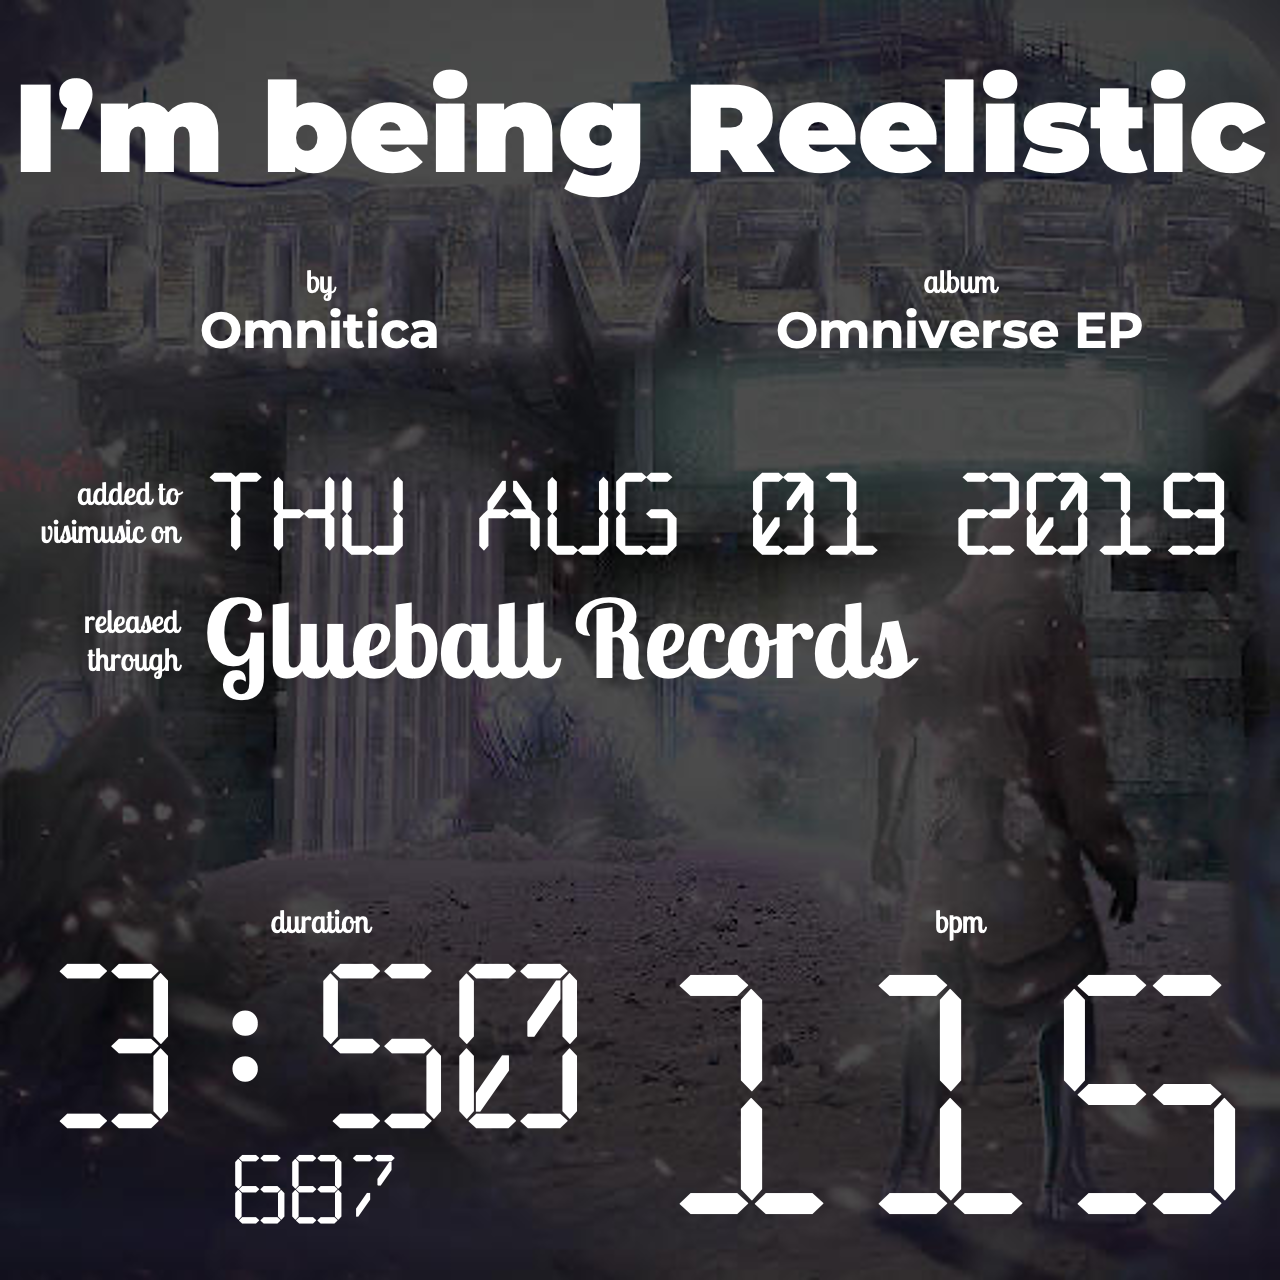 I'm being Reelistic
OMNIVERSE
by
Omnitica
album
Omniverse EP
added to
visimusic on
THU AUG 01 2019
released
through
Glueball Records
duration
3:50
687
bpm
115